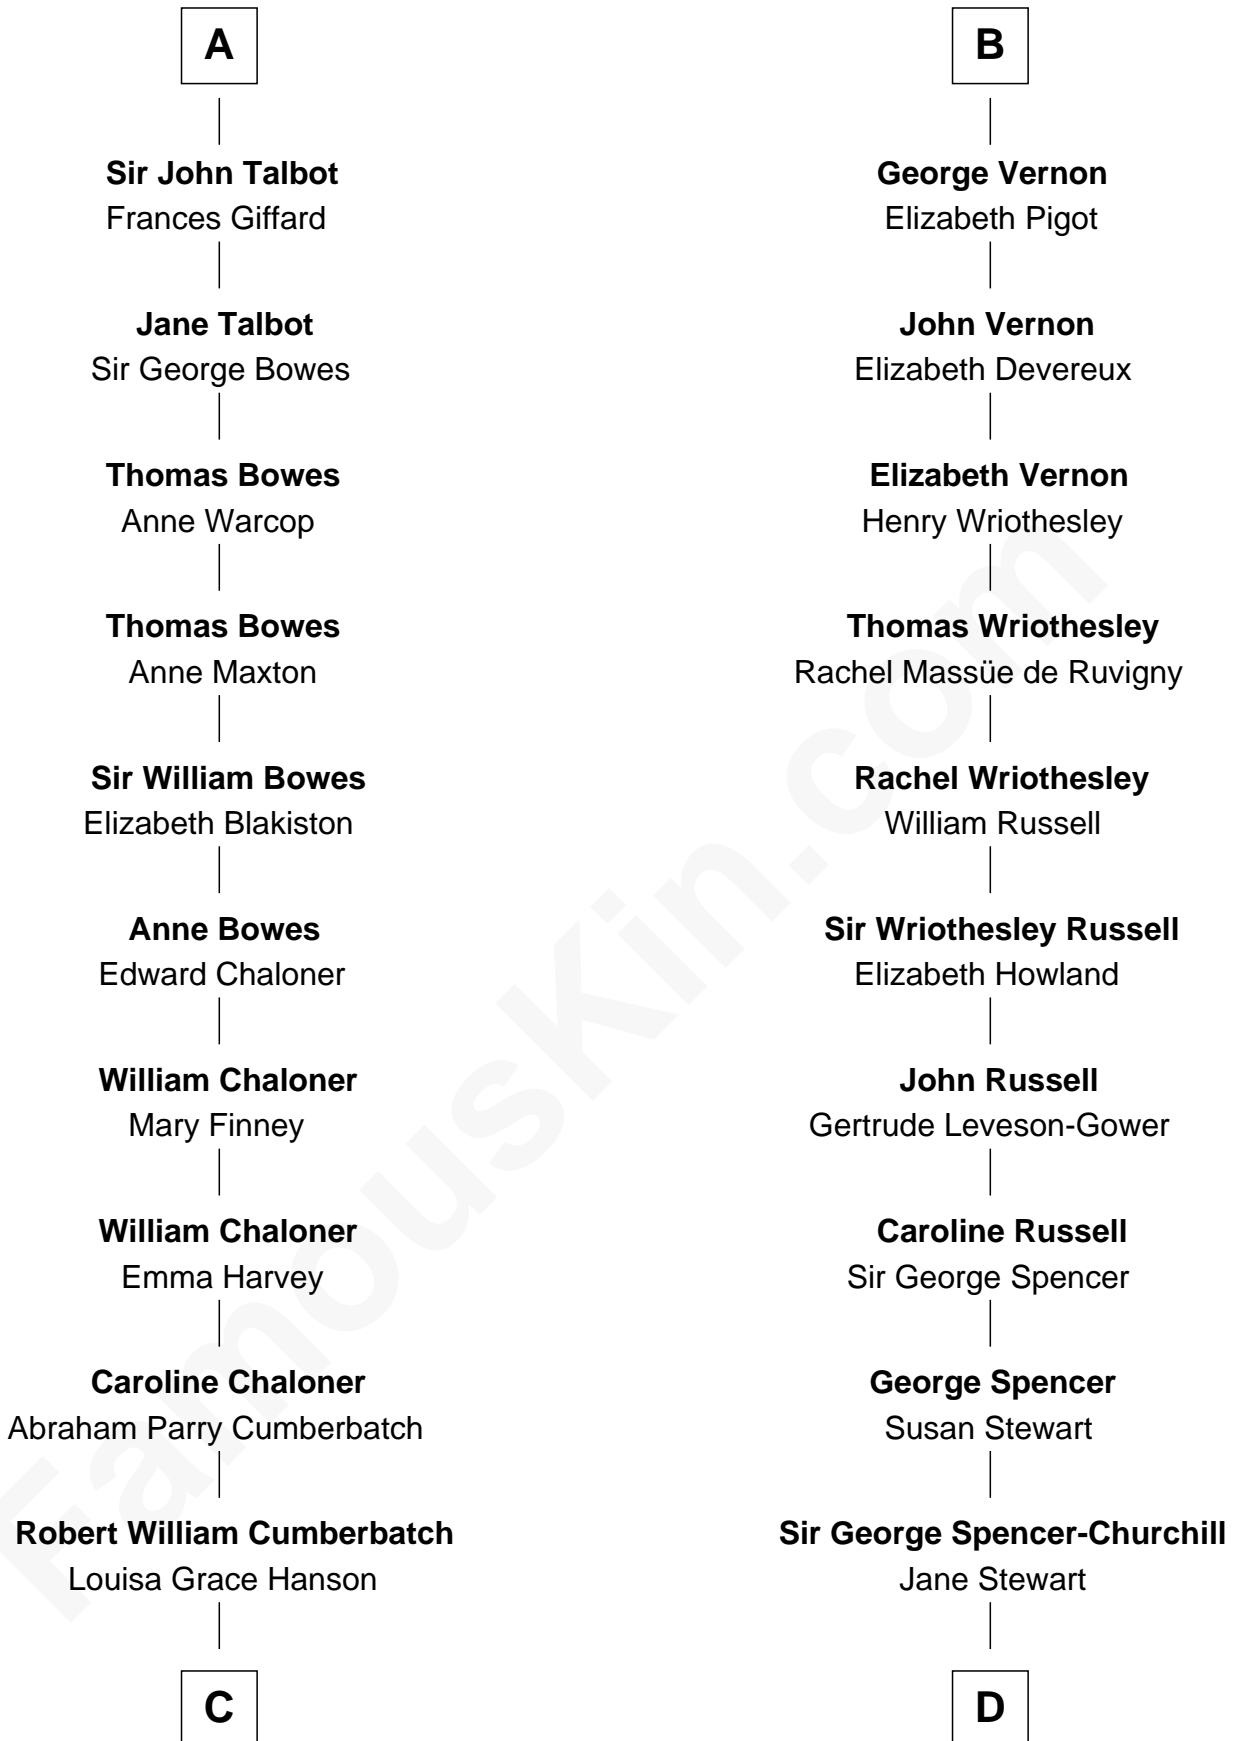 A
Sir John Talbot
Frances Giffard
Jane Talbot
Sir George Bowes
Thomas Bowes
Anne Warcop
Thomas Bowes
Anne Maxton
Sir William Bowes
Elizabeth Blakiston
Anne Bowes
Edward Chaloner
William Chaloner
Mary Finney
William Chaloner
Emma Harvey
Caroline Chaloner
Abraham Parry Cumberbatch
Robert William Cumberbatch
Louisa Grace Hanson
C
B
George Vernon
Elizabeth Pigot
John Vernon
Elizabeth Devereux
Elizabeth Vernon
Henry Wriothesley
Thomas Wriothesley
Rachel Massüe de Ruvigny
Rachel Wriothesley
William Russell
Sir Wriothesley Russell
Elizabeth Howland
John Russell
Gertrude Leveson-Gower
Caroline Russell
Sir George Spencer
George Spencer
Susan Stewart
Sir George Spencer-Churchill
Jane Stewart
D
FamousKin.com